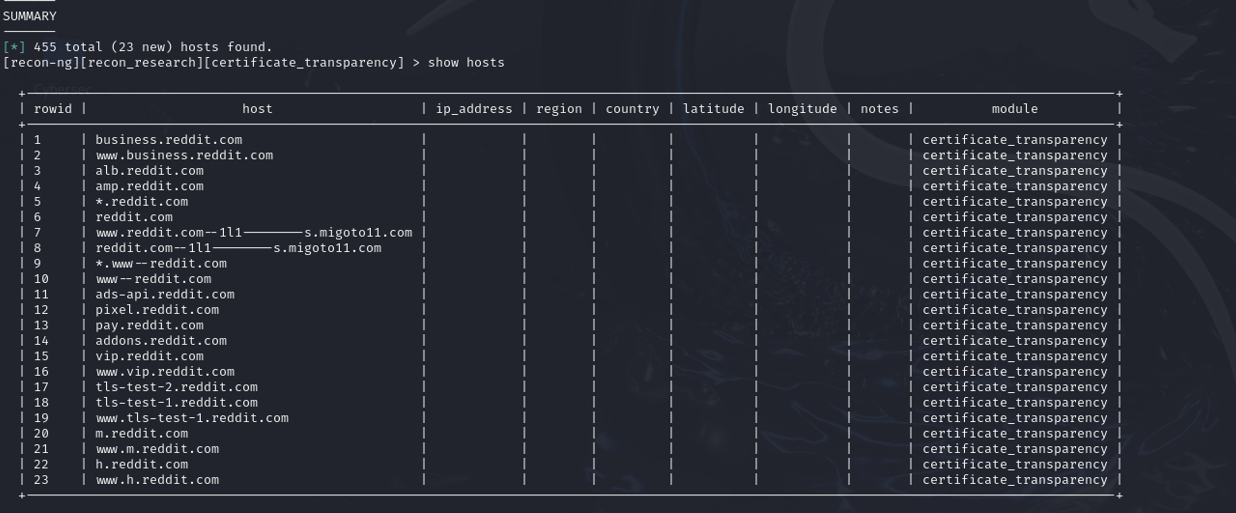 SUMMARY
[*] 455 total (23 new) hosts found.
[recon-ng][recon_research][certificate_transparency] > show hosts
| rowid | host | ip_address | region | country | latitude | longitude | notes | module |
| 1 | business.reddit.com | | | | | | | certificate_transparency |
| 2 | www.business.reddit.com | | | | | | | certificate_transparency |
| 3 | alb.reddit.com | | | | | | | certificate_transparency |
| 4 | amp.reddit.com | | | | | | | certificate_transparency |
| 5 | *.reddit.com | | | | | | | certificate_transparency |
| 6 | reddit.com | | | | | | | certificate_transparency |
| 7 | www.reddit.com--1l1--------s.migoto11.com | | | | | | | certificate_transparency |
| 8 | reddit.com--1l1--------s.migoto11.com | | | | | | | certificate_transparency |
| 9 | *.www--reddit.com | | | | | | | certificate_transparency |
| 10 | www--reddit.com | | | | | | | certificate_transparency |
| 11 | ads-api.reddit.com | | | | | | | certificate_transparency |
| 12 | pixel.reddit.com | | | | | | | certificate_transparency |
| 13 | pay.reddit.com | | | | | | | certificate_transparency |
| 14 | addons.reddit.com | | | | | | | certificate_transparency |
| 15 | vip.reddit.com | | | | | | | certificate_transparency |
| 16 | www.vip.reddit.com | | | | | | | certificate_transparency |
| 17 | tls-test-2.reddit.com | | | | | | | certificate_transparency |
| 18 | tls-test-1.reddit.com | | | | | | | certificate_transparency |
| 19 | www.tls-test-1.reddit.com | | | | | | | certificate_transparency |
| 20 | m.reddit.com | | | | | | | certificate_transparency |
| 21 | www.m.reddit.com | | | | | | | certificate_transparency |
| 22 | h.reddit.com | | | | | | | certificate_transparency |
| 23 | www.h.reddit.com | | | | | | | certificate_transparency |